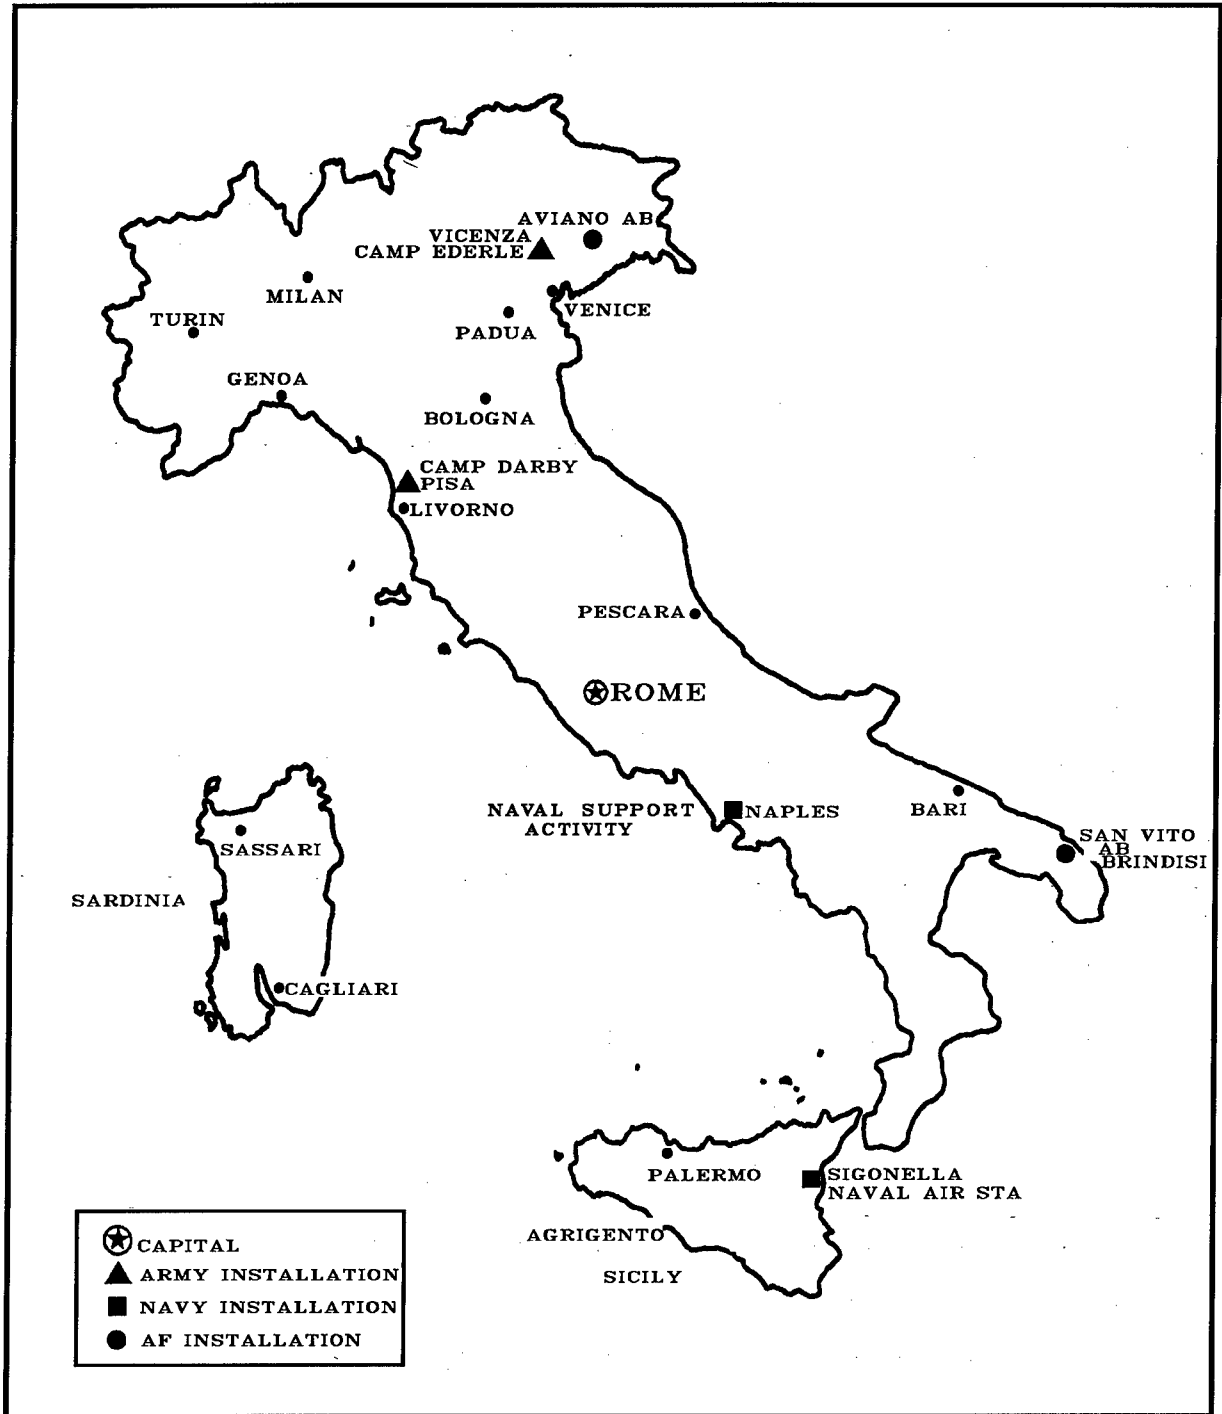 AVIANO AB
VICENZA
CAMP EDERLE
MILAN
VENICE
TURIN
PADUA
GENOA
BOLOGNA
CAMP DARBY
PISA
LIVORNO
PESCARA
ROME
NAVAL SUPPORT
ACTIVITY
NAPLES
BARI
SAN VITO
AB
BRINDISI
SASSARI
SARDINIA
CAGLIARI
PALERMO
SIGONELLA
NAVAL AIR STA
AGRIGENTO
SICILY
CAPITAL
ARMY INSTALLATION
NAVY INSTALLATION
AF INSTALLATION